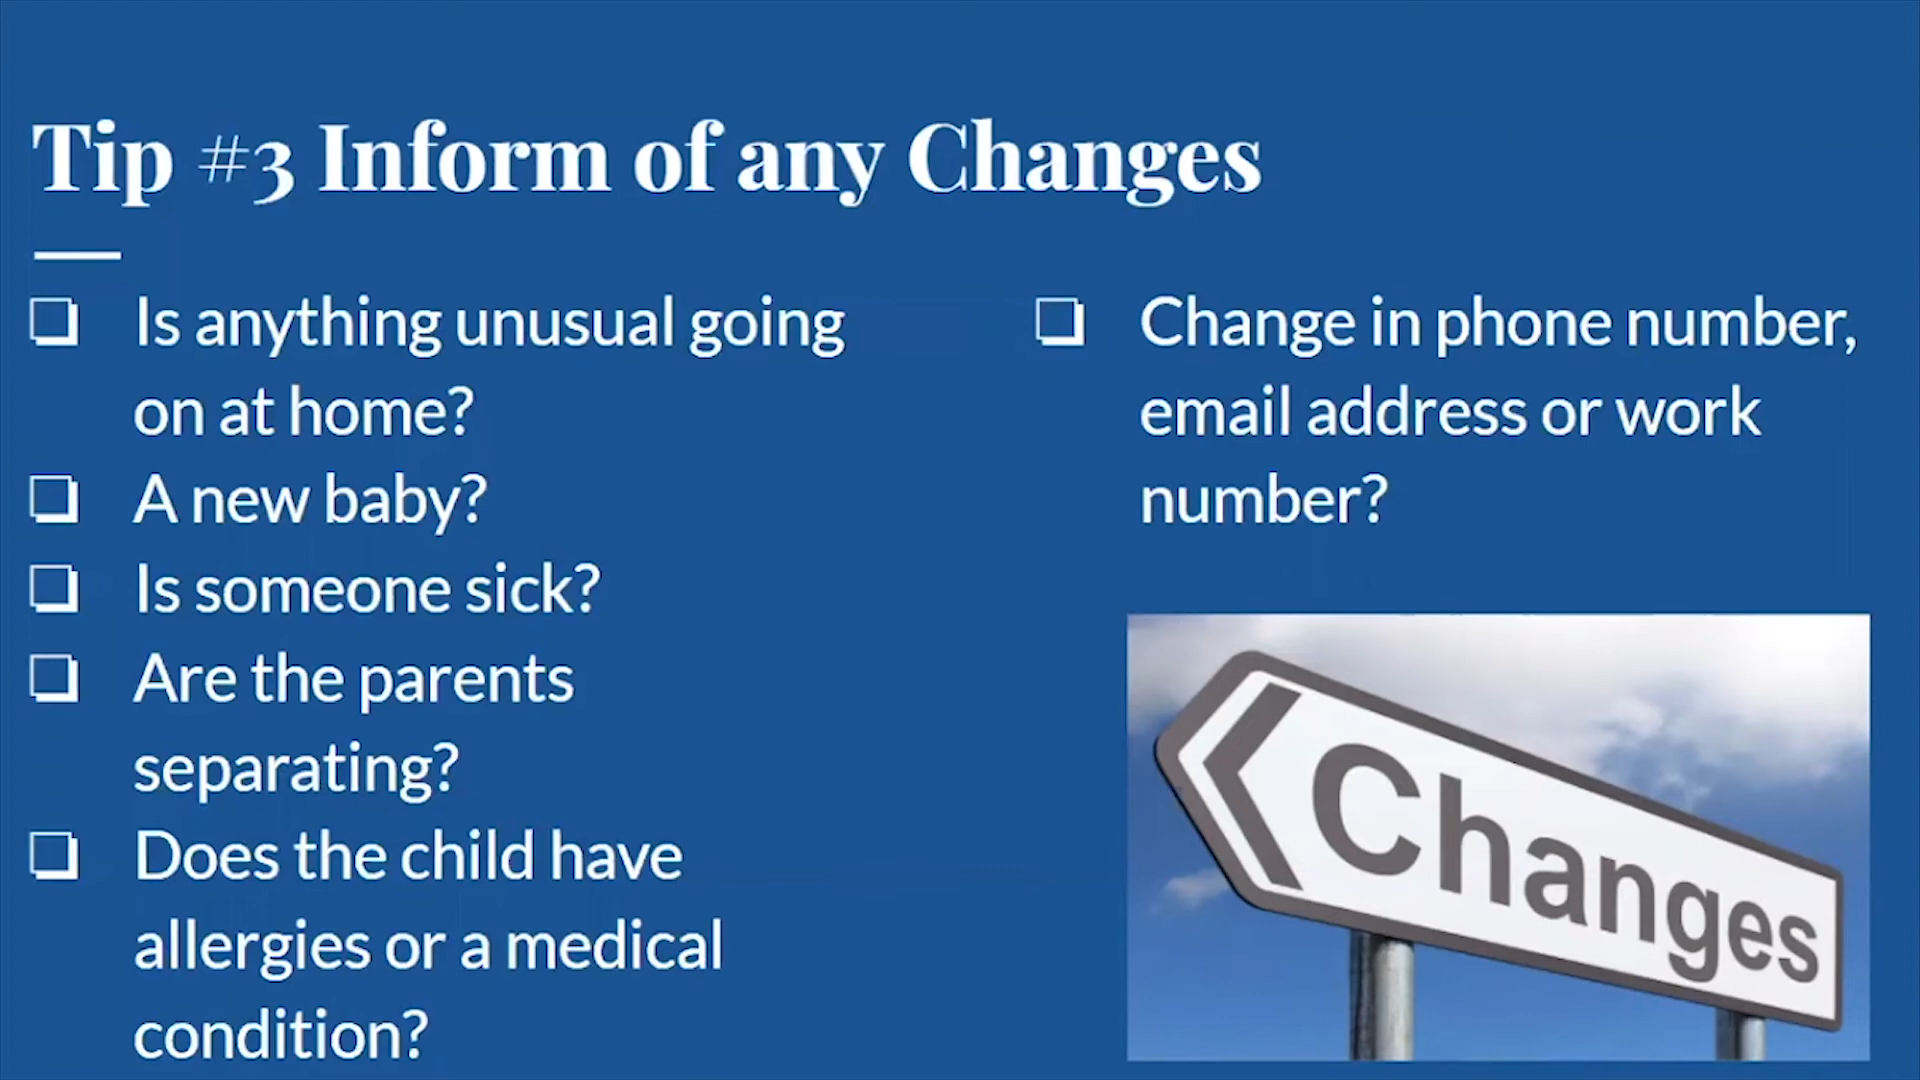 Tip #3 Inform of any Changes
Is anything unusual going
on at home?
A new baby?
Is someone sick?
Are the parents
separating?
Does the child have
allergies or a medical
condition?
Change in phone number,
email address or work
number?
Changes